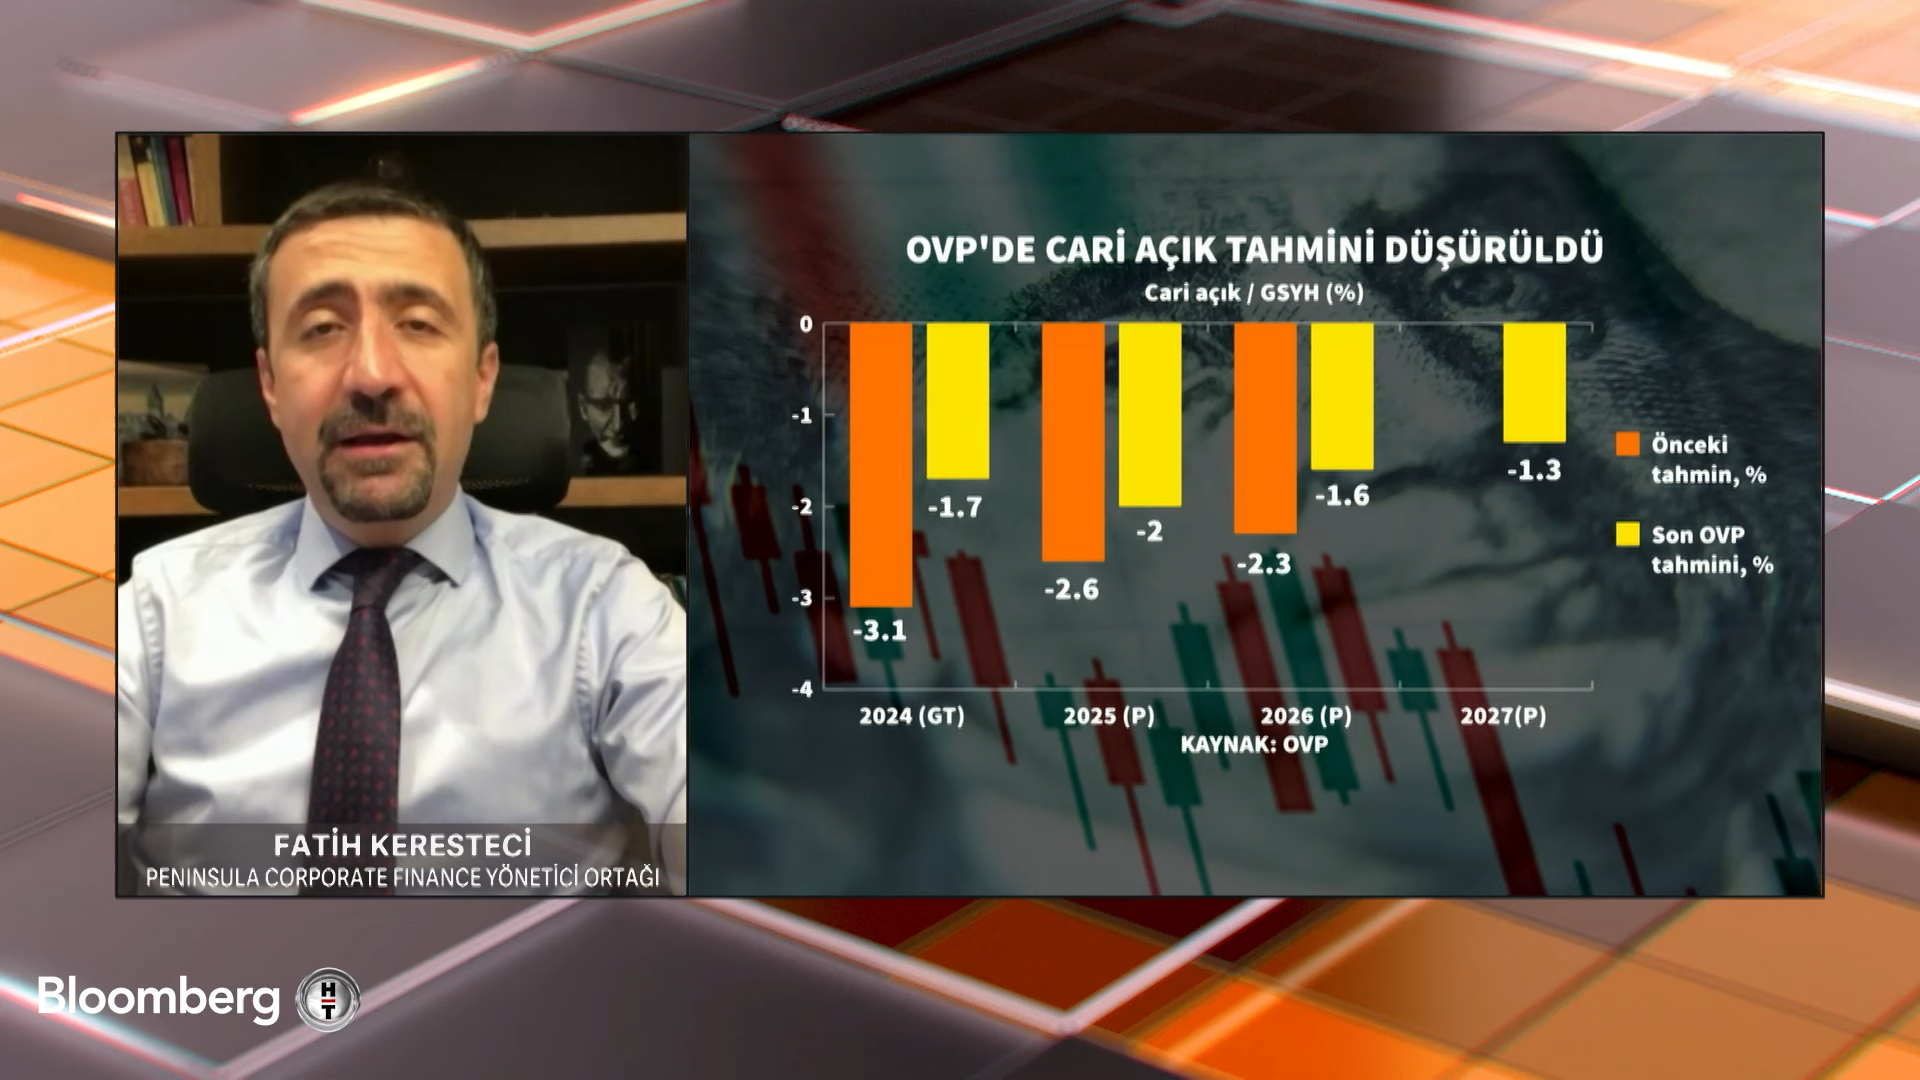 OVP'DE CARİ AÇIK TAHMİNİ DÜŞÜRÜLDÜ
Cari açık / GSYH (%)
0
-1
-2
-3
-4
-3.1
-1.7
-2.6
-2
-2.3
-1.6
-1.3
2024 (GT)
2025 (P)
2026 (P)
2027(P)
KAYNAK: OVP
Önceki
tahmin, %
Son OVP
tahmini, %
FATİH KERESTECİ
PENINSULA CORPORATE FINANCE YÖNETİCİ ORTAĞI
Bloomberg HT